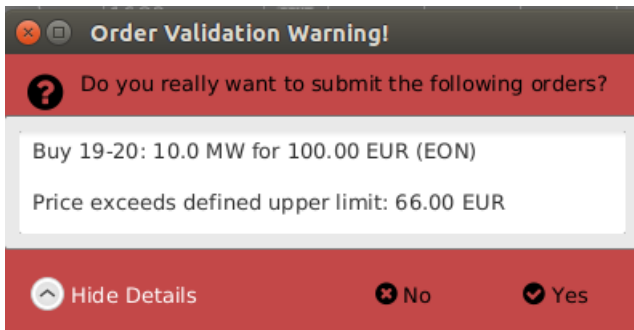 Order Validation Warning!
Do you really want to submit the following orders?
Buy 19-20: 10.0 MW for 100.00 EUR (EON)
Price exceeds defined upper limit: 66.00 EUR
Hide Details
No
Yes